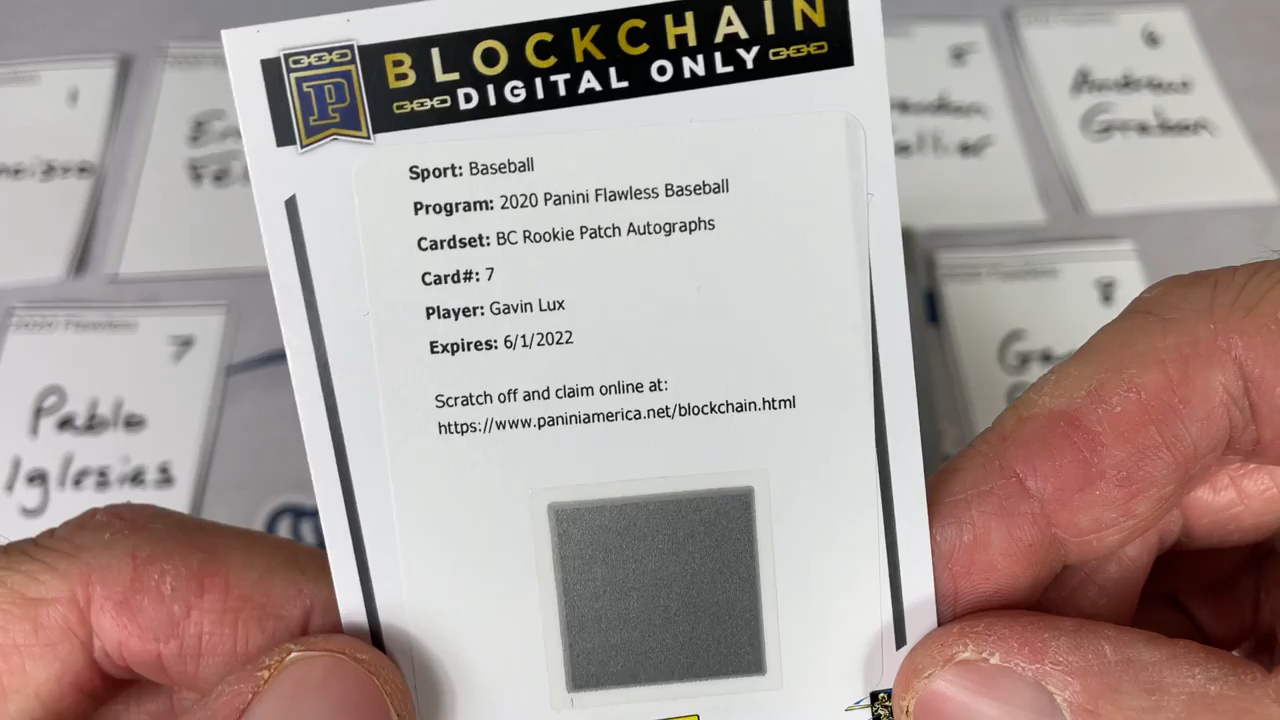 BLOCKCHAIN
DIGITAL ONLY
P
Sport: Baseball
Program: 2020 Panini Flawless Baseball
Cardset: BC Rookie Patch Autographs
Card#: 7
Player: Gavin Lux
Expires: 6/1/2022
Scratch off and claim online at:
https://www.paniniamerica.net/blockchain.html
1
6
Andrew
7
Pablo
Iglesias
8